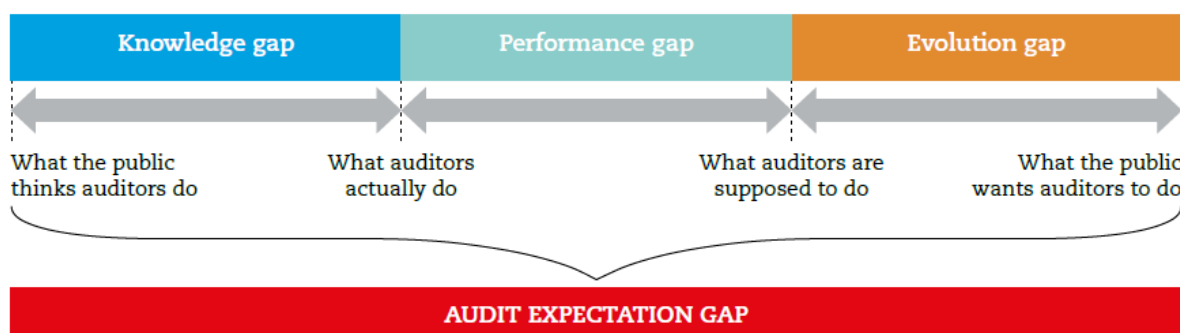 Knowledge gap
Performance gap
Evolution gap
What the public
thinks auditors do
What auditors
actually do
What auditors are
supposed to do
What the public
wants auditors to do
AUDIT EXPECTATION GAP